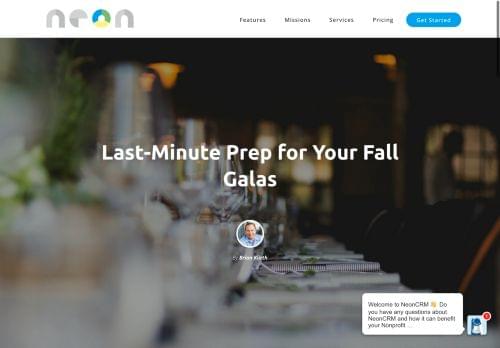 neon
Features Missions Services Pricing Get Started
Last-Minute Prep for Your Fall
Galas
By Brian Kieth
Welcome to NeonCRM 👋 Do
you have any questions about
NeonCRM and how it can benefit
your Nonprofit ...
1